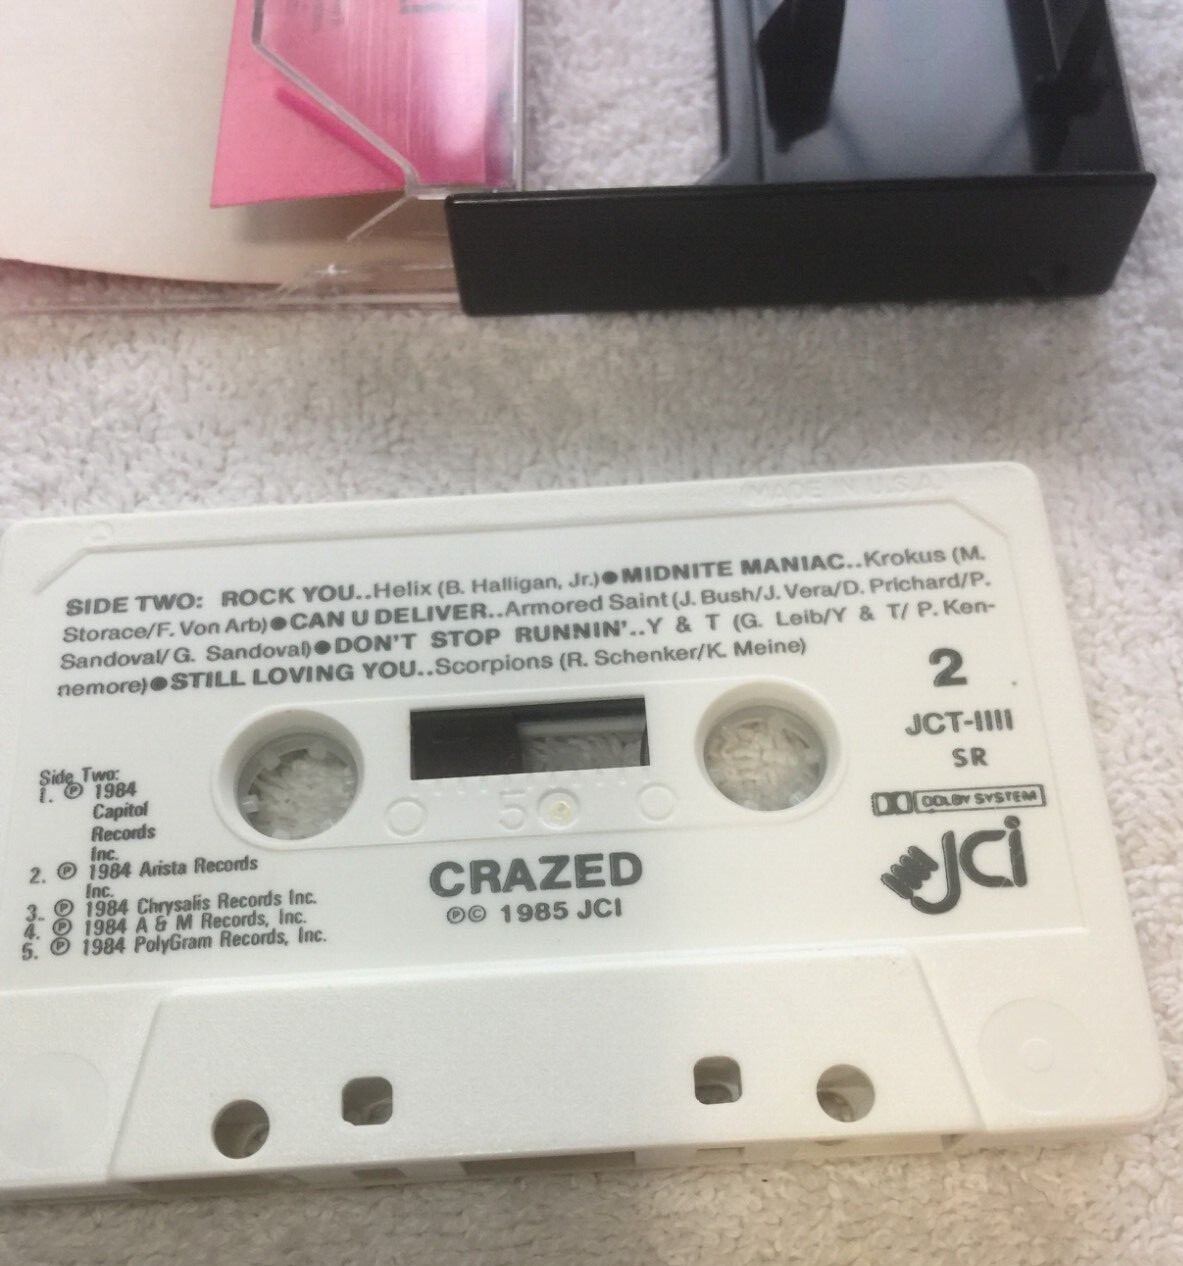 MADE IN U.S.A.
SIDE TWO: ROCK YOU..Helix (B. Halligan, Jr.)●MIDNITE MANIAC..Krokus (M.
Storace/F. Von Arb)●CAN U DELIVER..Armored Saint (J. Bush/J. Vera/D. Prichard/P.
Sandoval/ G. Sandoval)●DON'T STOP RUNNIN'..Y & T (G. Leib/Y & T/ P. Ken-
nemore)●STILL LOVING YOU..Scorpions (R. Schenker/K. Meine)
2
JCT-1111
SR
DOLBY SYSTEM
JCi
Side Two:
1. ℗ 1984
Capitol
Records
Inc.
2. ℗ 1984 Arista Records
Inc.
3. ℗ 1984 Chrysalis Records Inc.
4. ℗ 1984 A & M Records, Inc.
5. ℗ 1984 PolyGram Records, Inc.
50
CRAZED
℗© 1985 JCI